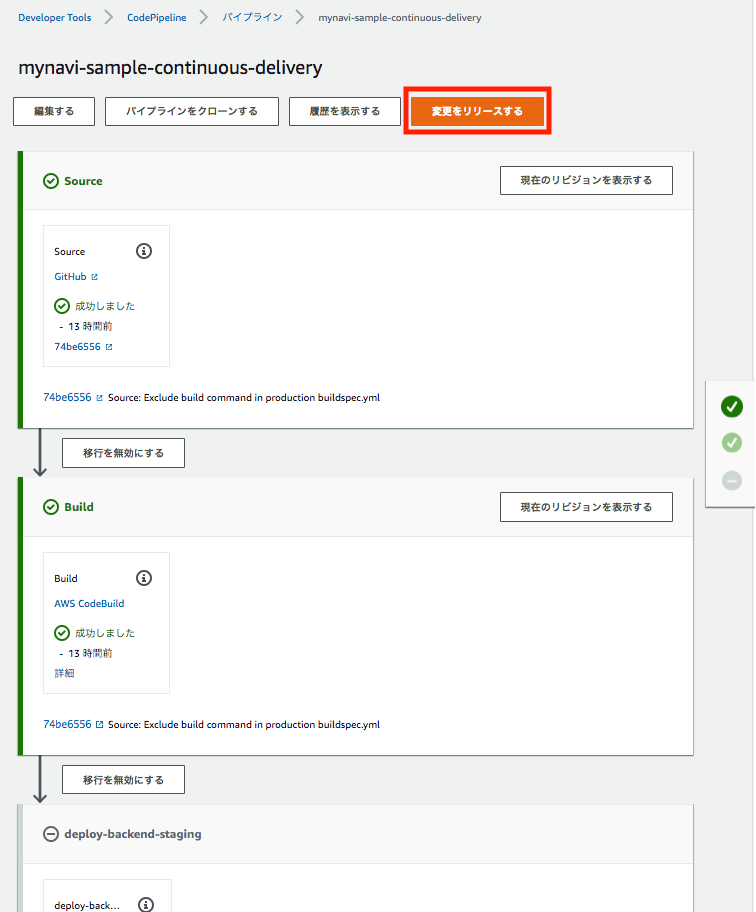 Developer Tools > CodePipeline > パイプライン > mynavi-sample-continuous-delivery
mynavi-sample-continuous-delivery
編集する パイプラインをクローンする 履歴を表示する 変更をリリースする
Source 現在のリビジョンを表示する
Source
GitHub
成功しました
- 13 時間前
74be6556
74be6556 Source: Exclude build command in production buildspec.yml
移行を無効にする
Build 現在のリビジョンを表示する
Build
AWS CodeBuild
成功しました
- 13 時間前
詳細
74be6556 Source: Exclude build command in production buildspec.yml
移行を無効にする
deploy-backend-staging
deploy-back...